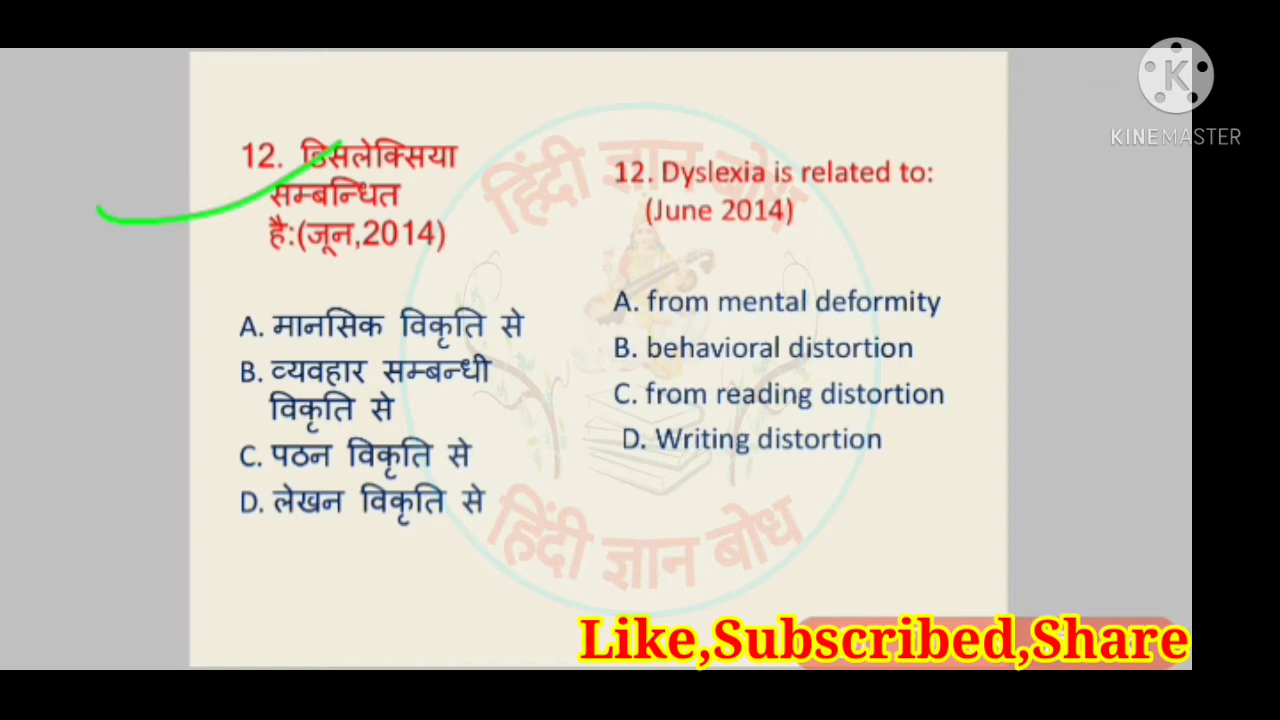 12. डिसलेक्सिया
सम्बन्धित
है:(जून,2014)
A. मानसिक विकृति से
B. व्यवहार सम्बन्धी
विकृति से
C. पठन विकृति से
D. लेखन विकृति से
12. Dyslexia is related to:
(June 2014)
A. from mental deformity
B. behavioral distortion
C. from reading distortion
D. Writing distortion
हिंदी ज्ञान बोध
हिंदी ज्ञान बोध
K
KINEMASTER
Like,Subscribed,Share